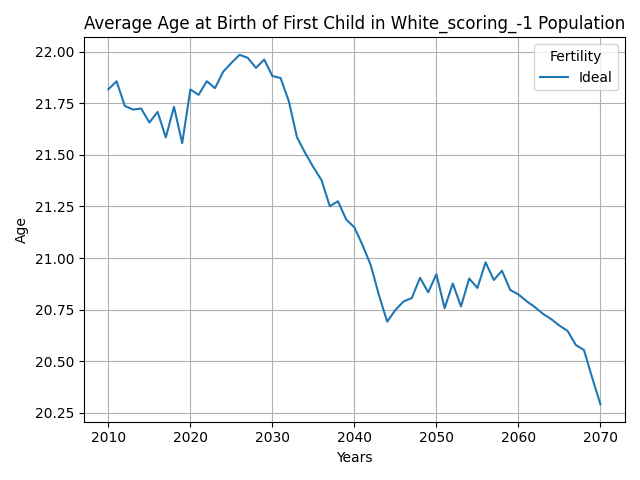 Average Age at Birth of First Child in White_scoring_-1 Population
Fertility
Ideal
Age
22.00
21.75
21.50
21.25
21.00
20.75
20.50
20.25
2010 2020 2030 2040 2050 2060 2070
Years